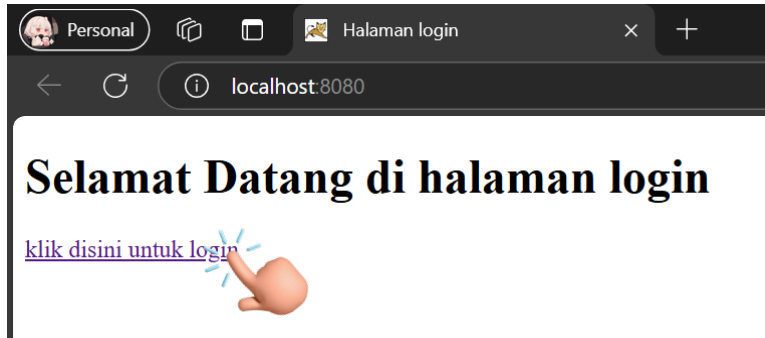 Personal
Halaman login
localhost:8080
Selamat Datang di halaman login
klik disini untuk login